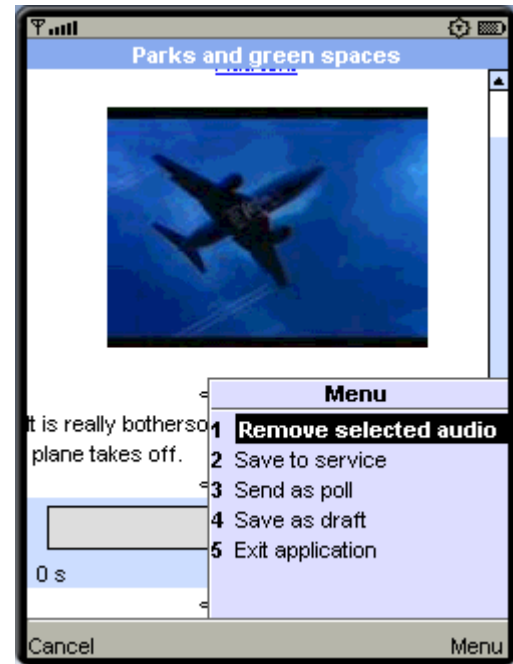 Parks and green spaces
Menu
It is really botherso
plane takes off.
1 Remove selected audio
2 Save to service
3 Send as poll
4 Save as draft
5 Exit application
0 s
Cancel
Menu